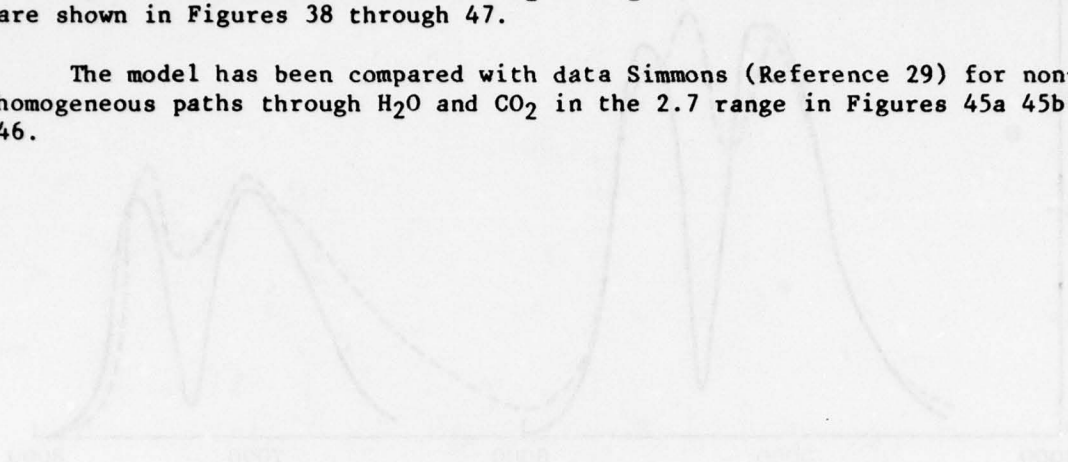 are shown in Figures 38 through 47.
The model has been compared with data Simmons (Reference 29) for non-
homogeneous paths through H₂O and CO₂ in the 2.7 range in Figures 45a 45b
46.